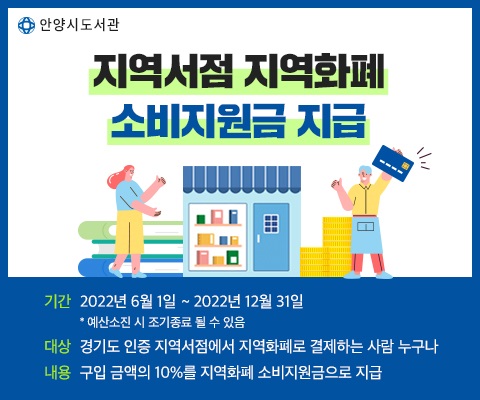 안양시도서관
지역서점 지역화폐
소비지원금 지급
기간 2022년 6월 1일 ~ 2022년 12월 31일
* 예산소진 시 조기종료 될 수 있음
대상 경기도 인증 지역서점에서 지역화폐로 결제하는 사람 누구나
내용 구입 금액의 10%를 지역화폐 소비지원금으로 지급